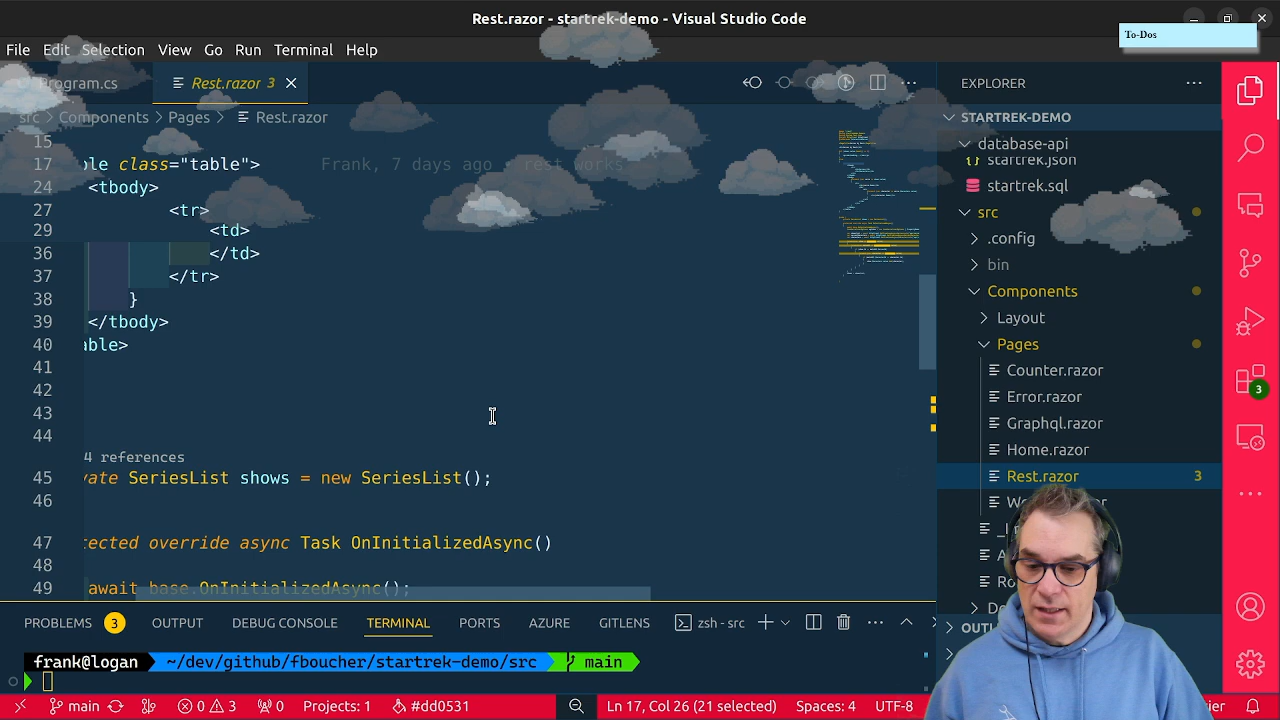 Rest.razor - startrek-demo - Visual Studio Code
File Edit Selection View Go Run Terminal Help
To-Dos
Program.cs
Rest.razor 3
src > Components > Pages > Rest.razor
15
17 ble class="table"> Frank, 7 days ago rest works
24 <tbody>
27 <tr>
29 <td>
36 </td>
37 </tr>
38 }
39 </tbody>
40 able>
41
42
43
44
4 references
45 vate SeriesList shows = new SeriesList();
46
47 tected override async Task OnInitializedAsync()
48
49 await base.OnInitializedAsync();
EXPLORER
STARTREK-DEMO
database-api
startrek.json
startrek.sql
src
.config
bin
Components
Layout
Pages
Counter.razor
Error.razor
Graphql.razor
Home.razor
Rest.razor 3
3
PROBLEMS 3 OUTPUT DEBUG CONSOLE TERMINAL PORTS AZURE GITLENS
zsh - src
frank@logan ~/dev/github/fboucher/startrek-demo/src main
main 0 3 0 Projects: 1 #dd0531 Ln 17, Col 26 (21 selected) Spaces: 4 UTF-8